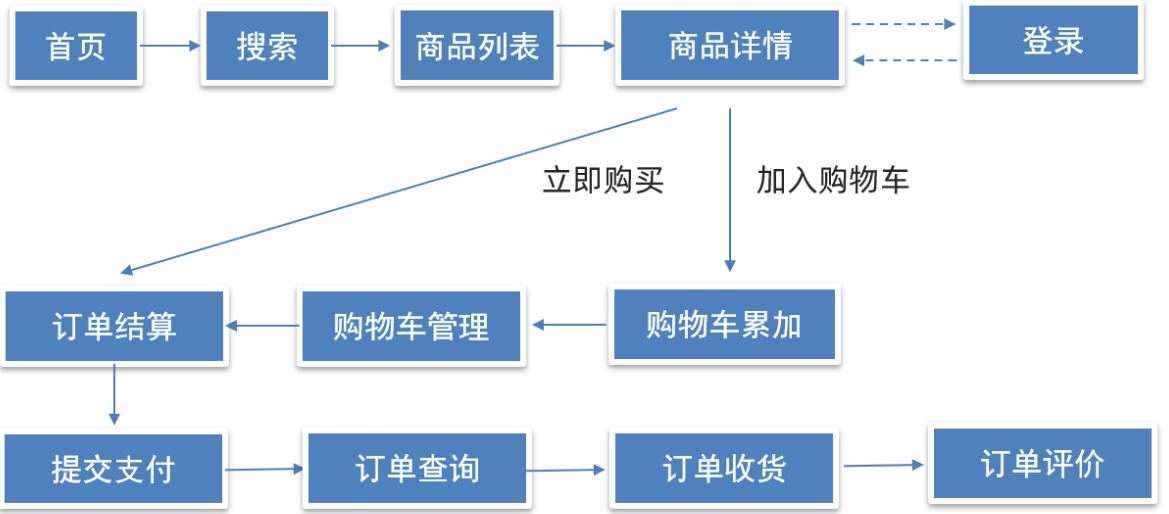 首页
搜索
商品列表
商品详情
登录
立即购买
加入购物车
订单结算
购物车管理
购物车累加
提交支付
订单查询
订单收货
订单评价